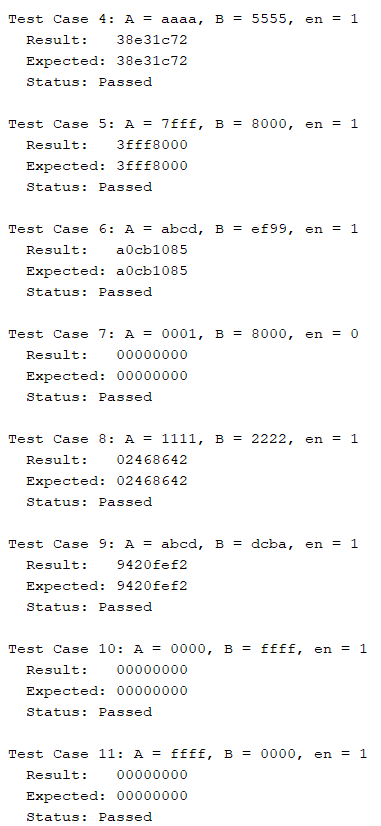 Test Case 4: A = aaaa, B = 5555, en = 1
Result:   38e31c72
Expected: 38e31c72
Status: Passed
Test Case 5: A = 7fff, B = 8000, en = 1
Result:   3fff8000
Expected: 3fff8000
Status: Passed
Test Case 6: A = abcd, B = ef99, en = 1
Result:   a0cb1085
Expected: a0cb1085
Status: Passed
Test Case 7: A = 0001, B = 8000, en = 0
Result:   00000000
Expected: 00000000
Status: Passed
Test Case 8: A = 1111, B = 2222, en = 1
Result:   02468642
Expected: 02468642
Status: Passed
Test Case 9: A = abcd, B = dcba, en = 1
Result:   9420fef2
Expected: 9420fef2
Status: Passed
Test Case 10: A = 0000, B = ffff, en = 1
Result:   00000000
Expected: 00000000
Status: Passed
Test Case 11: A = ffff, B = 0000, en = 1
Result:   00000000
Expected: 00000000
Status: Passed